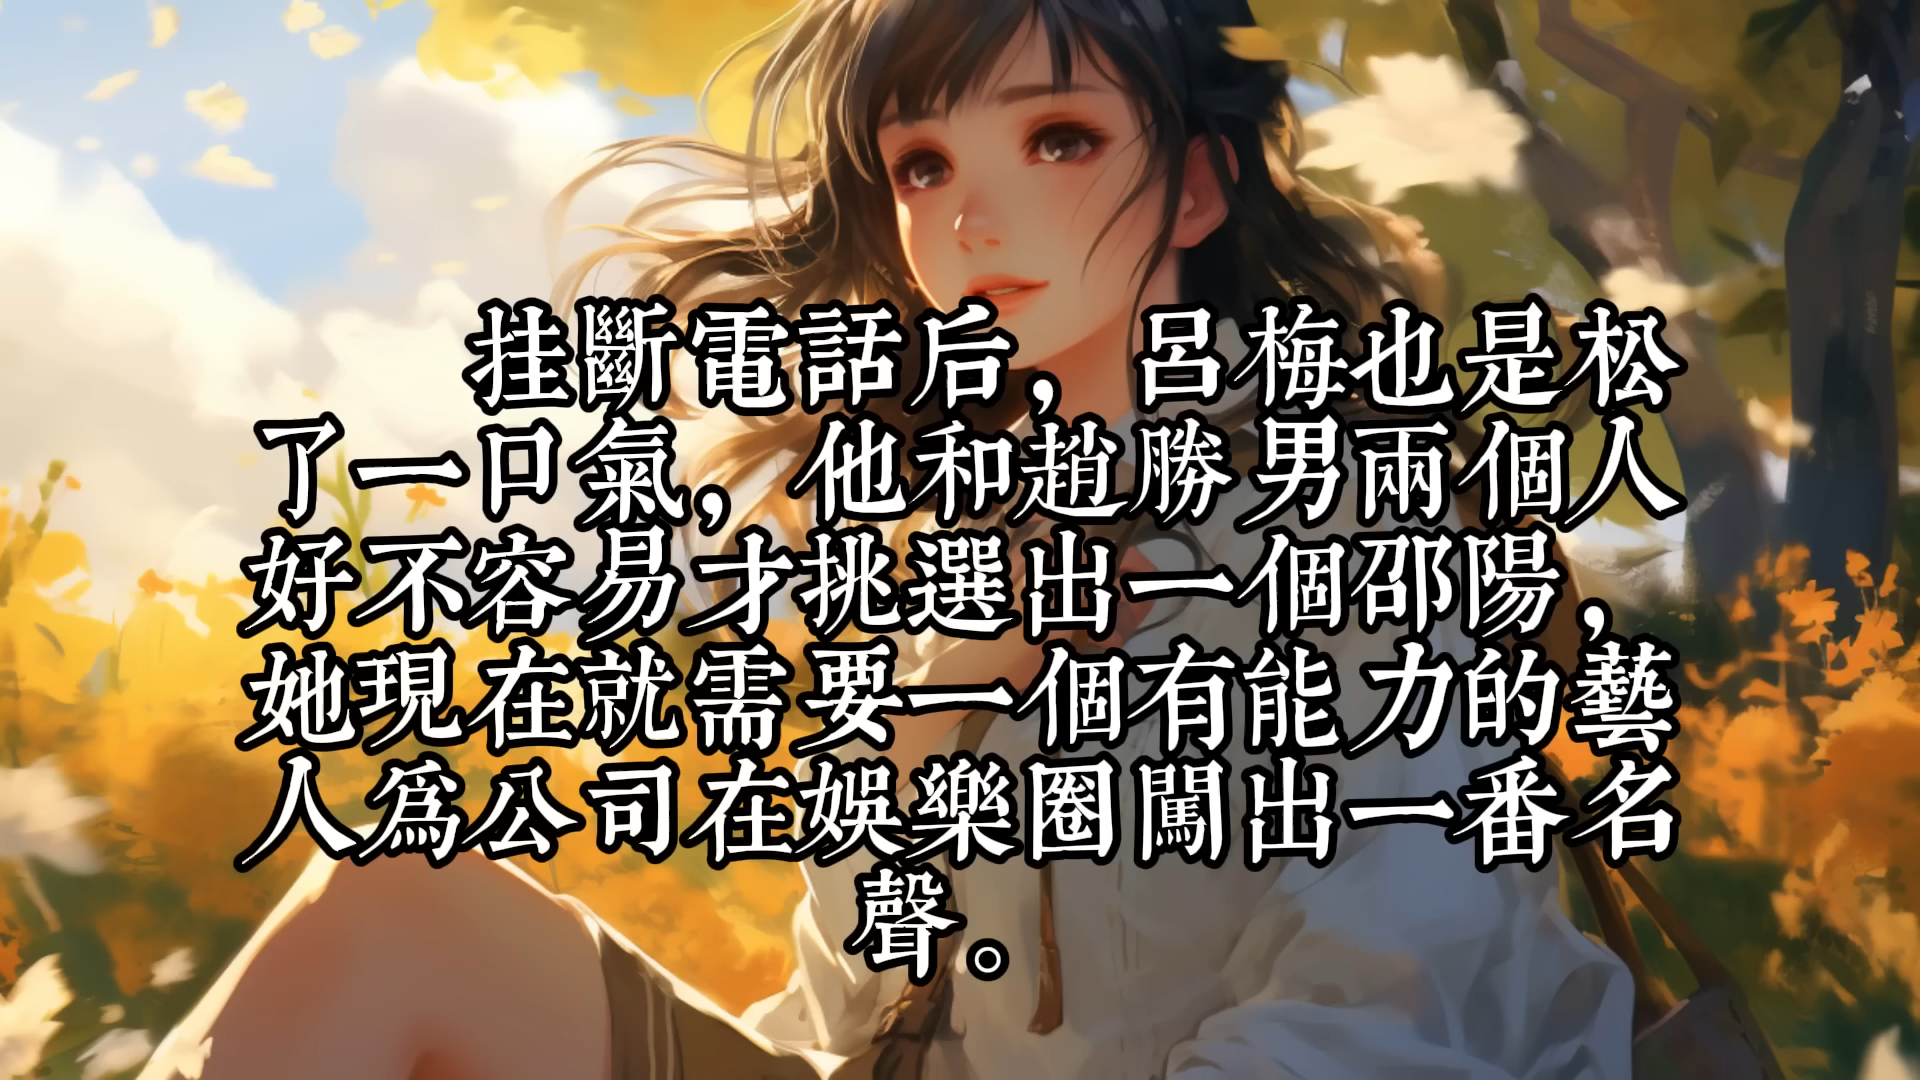 挂斷電話后，呂梅也是松
了一口氣，他和趙勝男兩個人
好不容易才挑選出一個邵陽，
她現在就需要一個有能力的藝
人爲公司在娛樂圈闖出一番名
聲。